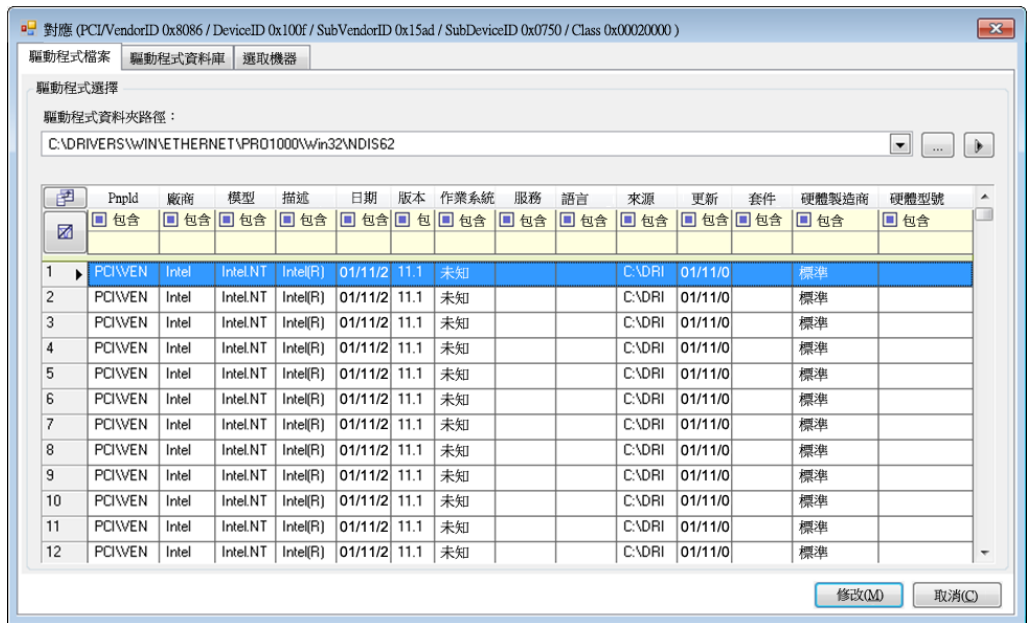 對應 (PCI/VendorID 0x8086 / DeviceID 0x100f / SubVendorID 0x15ad / SubDeviceID 0x0750 / Class 0x00020000 )
驅動程式檔案 驅動程式資料庫 選取機器
驅動程式選擇
驅動程式資料夾路徑：
C:\DRIVERS\WIN\ETHERNET\PRO1000\Win32\NDIS62 ...
PnpId 廠商 模型 描述 日期 版本 作業系統 服務 語言 來源 更新 套件 硬體製造商 硬體型號
包含 包含 包含 包含 包含 包 包含 包含 包含 包含 包含 包含 包含 包含
1 PCI\VEN Intel Intel.NT Intel(R) 01/11/2 11.1 未知 C:\DRI 01/11/0 標準
2 PCI\VEN Intel Intel.NT Intel(R) 01/11/2 11.1 未知 C:\DRI 01/11/0 標準
3 PCI\VEN Intel Intel.NT Intel(R) 01/11/2 11.1 未知 C:\DRI 01/11/0 標準
4 PCI\VEN Intel Intel.NT Intel(R) 01/11/2 11.1 未知 C:\DRI 01/11/0 標準
5 PCI\VEN Intel Intel.NT Intel(R) 01/11/2 11.1 未知 C:\DRI 01/11/0 標準
6 PCI\VEN Intel Intel.NT Intel(R) 01/11/2 11.1 未知 C:\DRI 01/11/0 標準
7 PCI\VEN Intel Intel.NT Intel(R) 01/11/2 11.1 未知 C:\DRI 01/11/0 標準
8 PCI\VEN Intel Intel.NT Intel(R) 01/11/2 11.1 未知 C:\DRI 01/11/0 標準
9 PCI\VEN Intel Intel.NT Intel(R) 01/11/2 11.1 未知 C:\DRI 01/11/0 標準
10 PCI\VEN Intel Intel.NT Intel(R) 01/11/2 11.1 未知 C:\DRI 01/11/0 標準
11 PCI\VEN Intel Intel.NT Intel(R) 01/11/2 11.1 未知 C:\DRI 01/11/0 標準
12 PCI\VEN Intel Intel.NT Intel(R) 01/11/2 11.1 未知 C:\DRI 01/11/0 標準
修改(M) 取消(C)